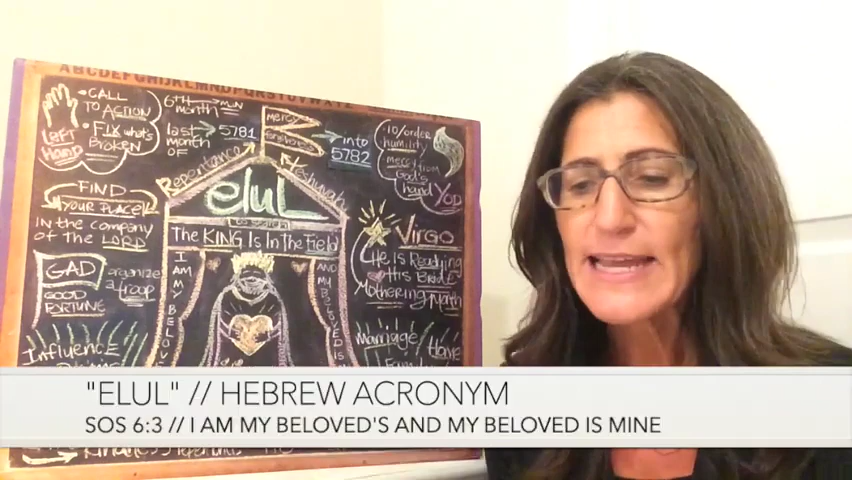 ABCDEFGHIJKLMNOPQRSTUVWXYZ
• CALL
TO ACTION
• FIX what's
BROKEN
LEFT
HAND
6TH month
last
month
OF
5781
mercy
forgiveness
into
5782
10/order
humility
mercy from
God's
hand
YOD
Repentance
Teshuvah
elul
FIND
YOUR PLACE!
IN the company
OF the LORD
The KING Is In The Field
VIRGO
He is Readying
His Bride
Mothering Month
GAD
organize
a troop
GOOD
FORTUNE
I AM MY BELOVE
AND MY BELOVED IS
Influence
marriage
Have
"ELUL" // HEBREW ACRONYM
SOS 6:3 // I AM MY BELOVED'S AND MY BELOVED IS MINE